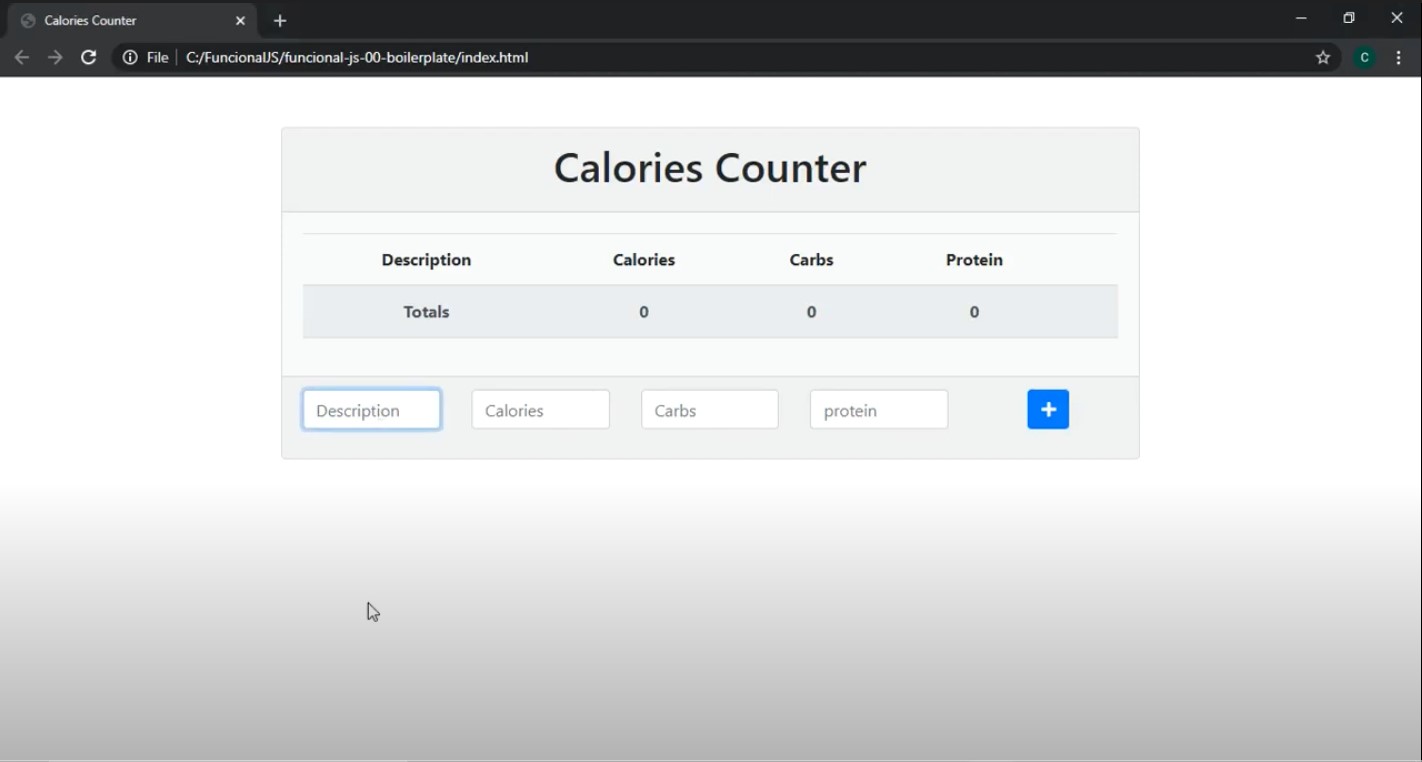 Calories Counter
File C:/FuncionalJS/funcional-js-00-boilerplate/index.html
C
Calories Counter
Description Calories Carbs Protein
Totals 0 0 0
Description Calories Carbs protein +